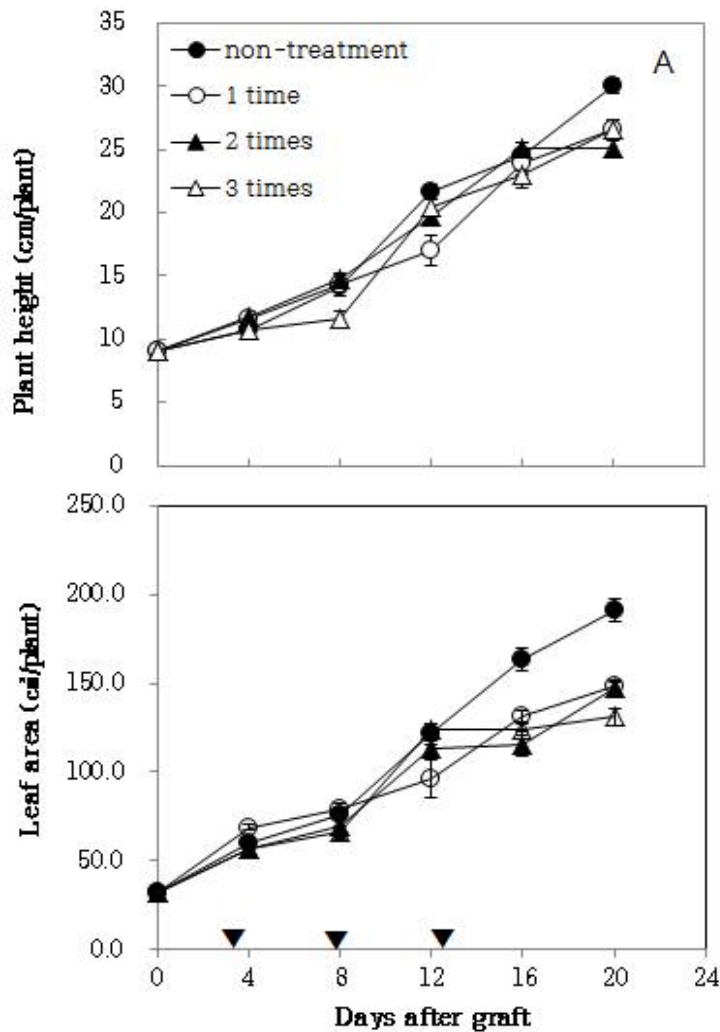 35
30
25
20
15
10
5
0
Plant height (cm/plant)
non-treatment
1 time
2 times
3 times
A
250.0
200.0
150.0
100.0
50.0
0.0
Leaf area (㎠/plant)
0 4 8 12 16 20 24
Days after graft